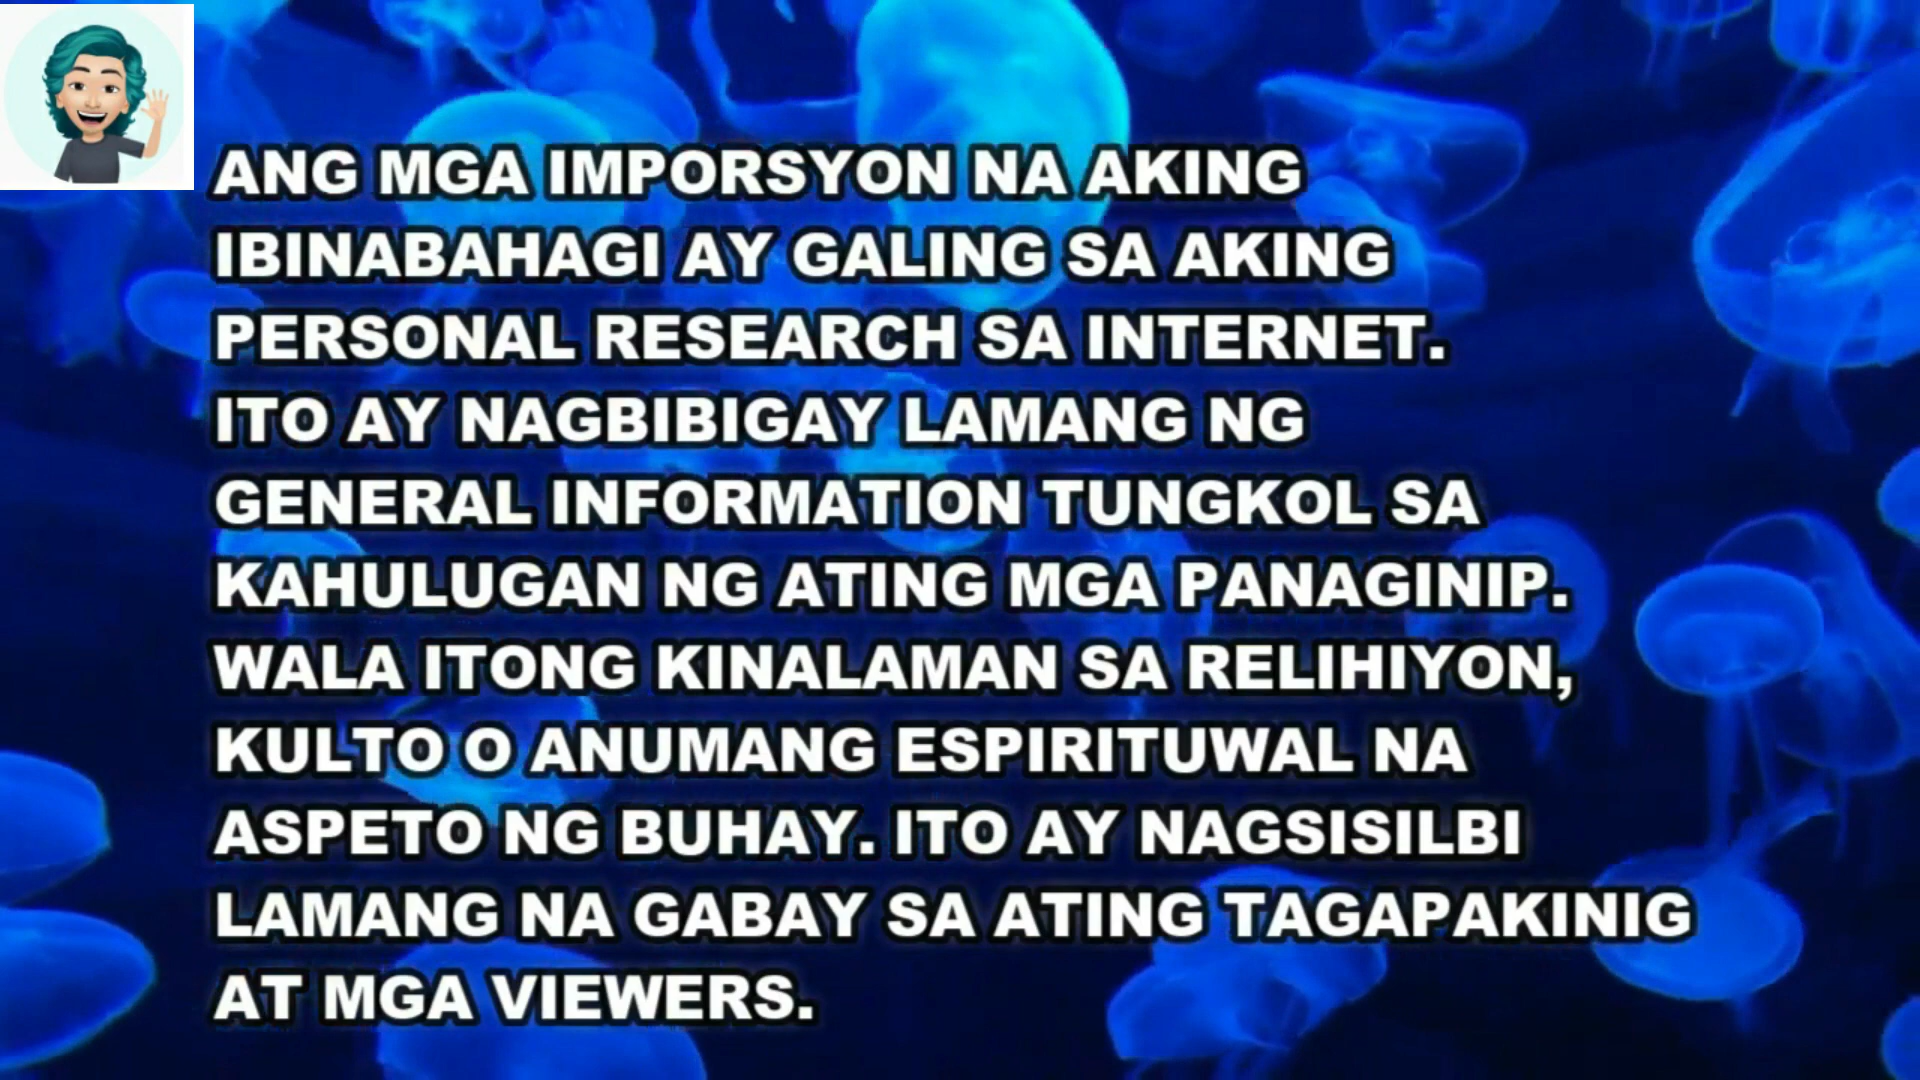 ANG MGA IMPORSYON NA AKING
IBINABAHAGI AY GALING SA AKING
PERSONAL RESEARCH SA INTERNET.
ITO AY NAGBIBIGAY LAMANG NG
GENERAL INFORMATION TUNGKOL SA
KAHULUGAN NG ATING MGA PANAGINIP.
WALA ITONG KINALAMAN SA RELIHIYON,
KULTO O ANUMANG ESPIRITUWAL NA
ASPETO NG BUHAY. ITO AY NAGSISILBI
LAMANG NA GABAY SA ATING TAGAPAKINIG
AT MGA VIEWERS.